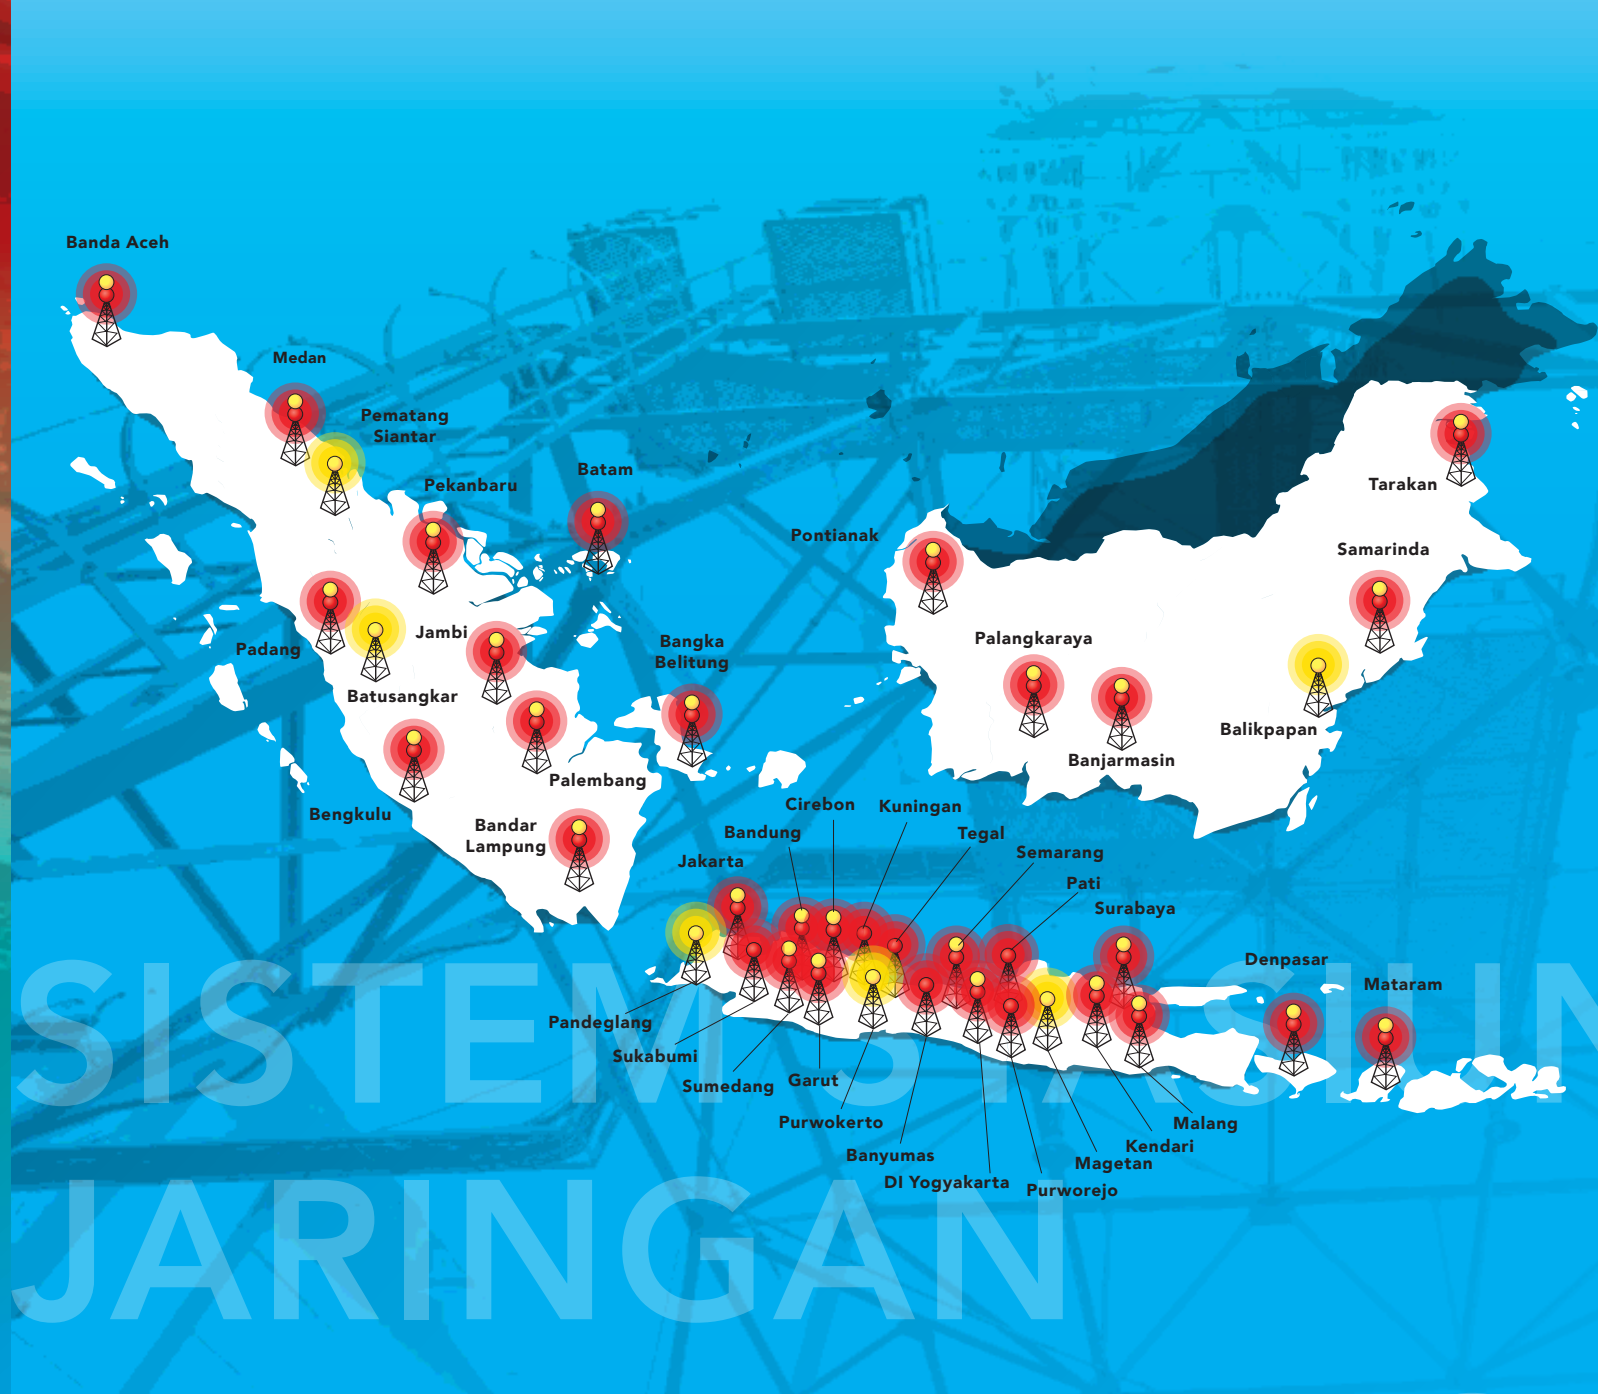 Banda Aceh
Medan
Pematang
Siantar
Pekanbaru
Batam
Pontianak
Tarakan
Samarinda
Padang
Jambi
Bangka
Belitung
Palangkaraya
Batusangkar
Balikpapan
Banjarmasin
Palembang
Bengkulu
Bandar
Lampung
Cirebon
Kuningan
Bandung
Tegal
Jakarta
Semarang
Pati
Surabaya
Denpasar
Mataram
Pandeglang
Sukabumi
Sumedang
Garut
Purwokerto
Banyumas
DI Yogyakarta
Purworejo
Magetan
Kendari
Malang
SISTEM STASIUN
JARINGAN